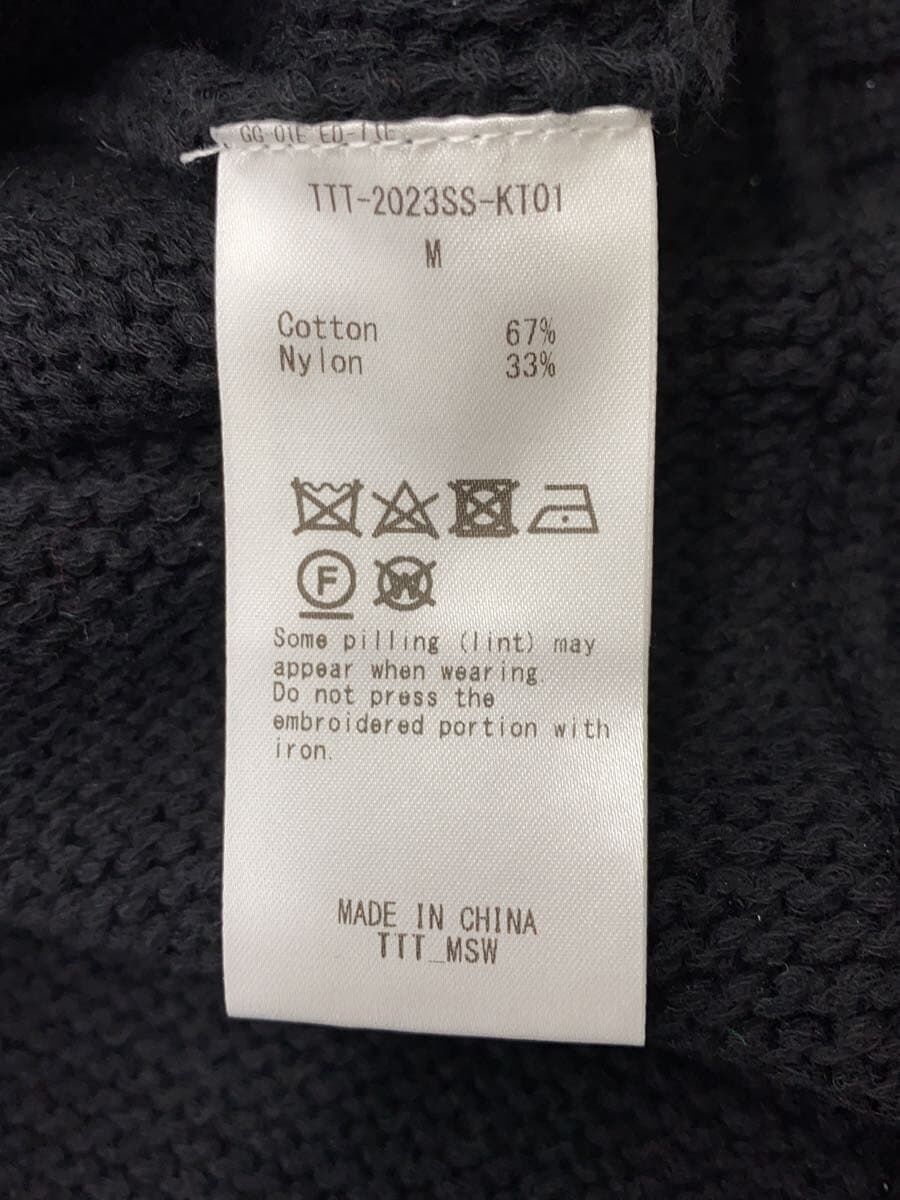 TTT-2023SS-KT01
M
Cotton 67%
Nylon 33%
F
W
Some pilling (lint) may
appear when wearing.
Do not press the
embroidered portion with
iron.
MADE IN CHINA
TTT_MSW